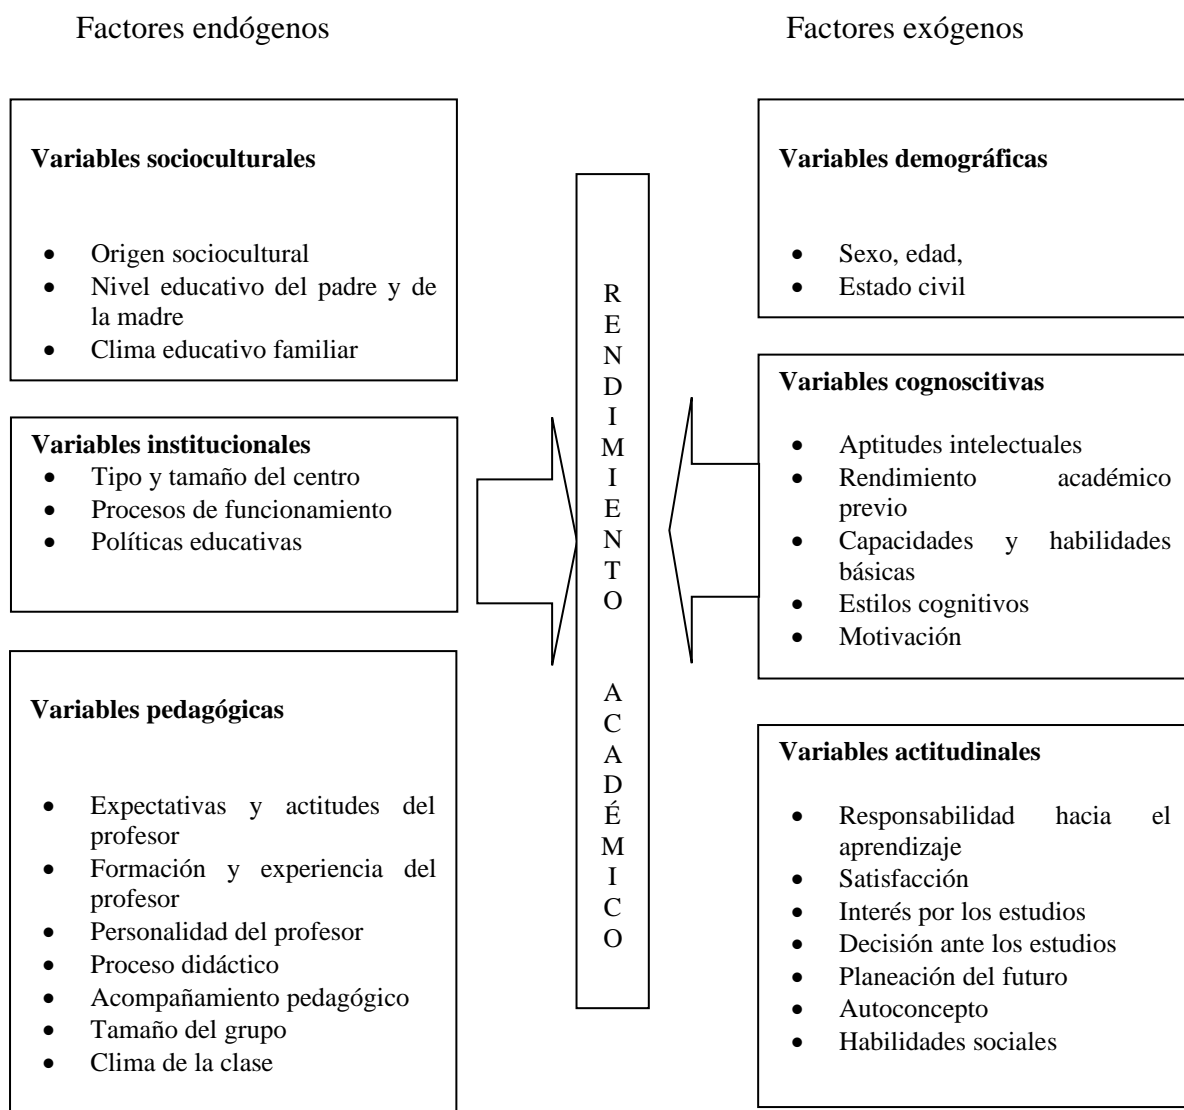 Factores endógenos
Factores exógenos
Variables socioculturales
• Origen sociocultural
• Nivel educativo del padre y de
la madre
• Clima educativo familiar
Variables institucionales
• Tipo y tamaño del centro
• Procesos de funcionamiento
• Políticas educativas
Variables pedagógicas
• Expectativas y actitudes del
profesor
• Formación y experiencia del
profesor
• Personalidad del profesor
• Proceso didáctico
• Acompañamiento pedagógico
• Tamaño del grupo
• Clima de la clase
R
E
N
D
I
M
I
E
N
T
O
A
C
A
D
É
M
I
C
O
Variables demográficas
• Sexo, edad,
• Estado civil
Variables cognoscitivas
• Aptitudes intelectuales
• Rendimiento académico
previo
• Capacidades y habilidades
básicas
• Estilos cognitivos
• Motivación
Variables actitudinales
• Responsabilidad hacia el
aprendizaje
• Satisfacción
• Interés por los estudios
• Decisión ante los estudios
• Planeación del futuro
• Autoconcepto
• Habilidades sociales